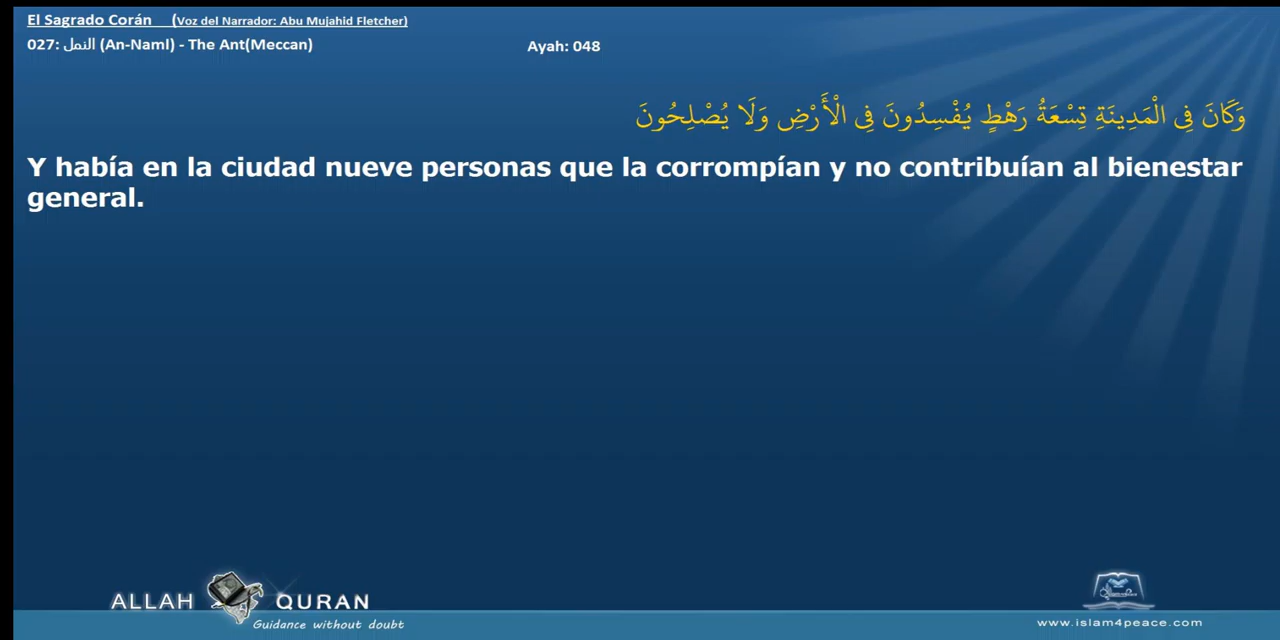 El Sagrado Corán (Voz del Narrador: Abu Mujahid Fletcher)
027: النمل (An-Naml) - The Ant(Meccan) Ayah: 048
وَكَانَ فِى الْمَدِينَةِ تِسْعَةُ رَهْطٍ يُفْسِدُونَ فِى الْأَرْضِ وَلَا يُصْلِحُونَ
Y había en la ciudad nueve personas que la corrompían y no contribuían al bienestar
general.
ALLAH QURAN
Guidance without doubt
www.islam4peace.com